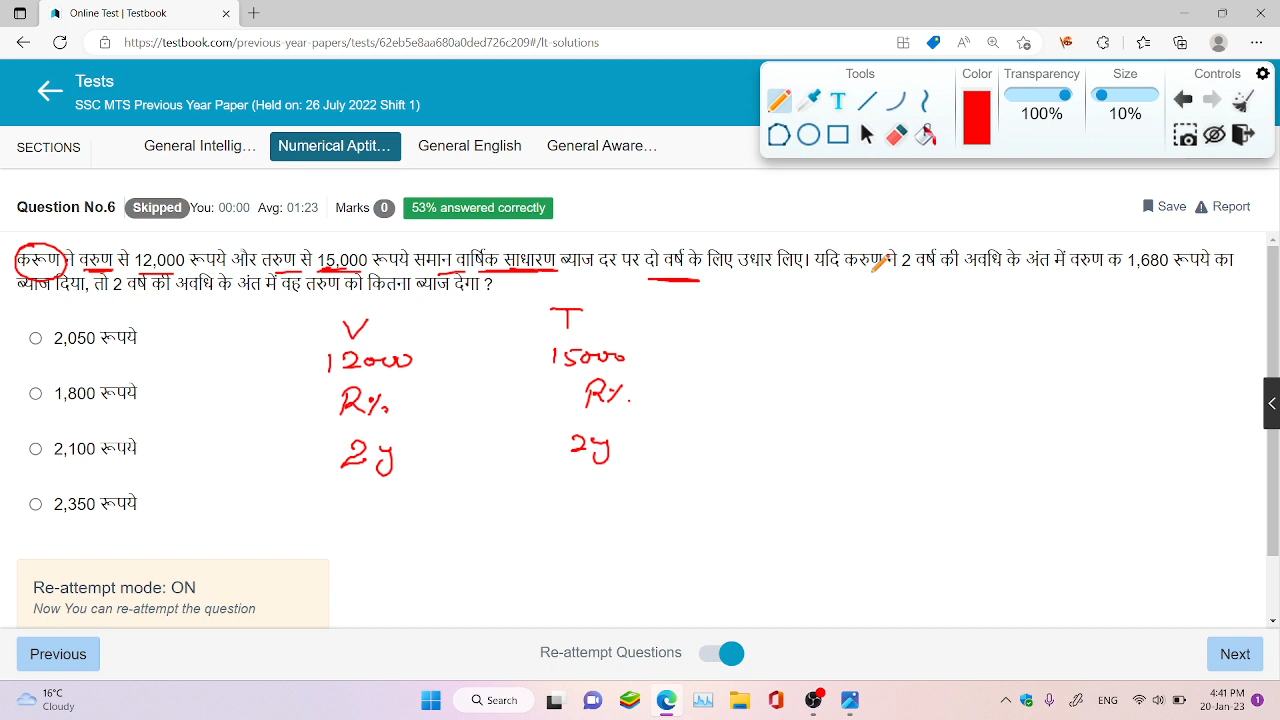 Online Test | Testbook
https://testbook.com/previous-year-papers/tests/62eb5e8aa680a0ded726c209#/lt-solutions
Tools Color Transparency Size Controls
T 100% 10%
Tests
SSC MTS Previous Year Paper (Held on: 26 July 2022 Shift 1)
SECTIONS General Intellig... Numerical Aptit... General English General Aware...
Question No.6 Skipped You: 00:00 Avg: 01:23 Marks 0 53% answered correctly Save Report
करूण ने वरुण से 12,000 रूपये और तरुण से 15,000 रूपये समान वार्षिक साधारण ब्याज दर पर दो वर्ष के लिए उधार लिए। यदि करुण ने 2 वर्ष की अवधि के अंत में वरुण क 1,680 रूपये का
ब्याज दिया, तो 2 वर्ष की अवधि के अंत में वह तरुण को कितना ब्याज देगा ?
V T
2,050 रूपये
12000 15000
1,800 रूपये
R% R%
2,100 रूपये
2y 2y
2,350 रूपये
Re-attempt mode: ON
Now You can re-attempt the question
Previous Re-attempt Questions Next
16°C
Cloudy
Search
ENG
4:41 PM
20-Jan-23
1